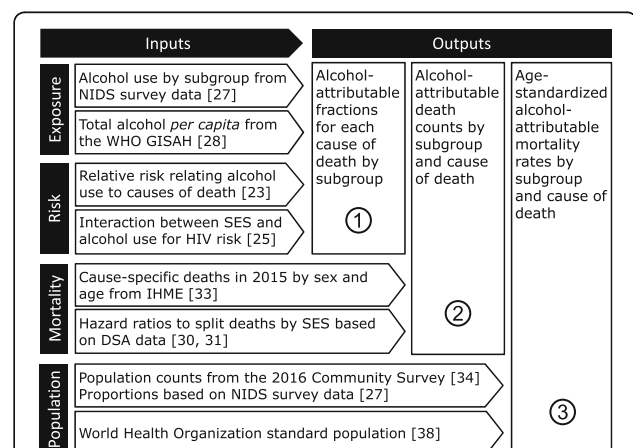 Inputs
Outputs
Exposure
Alcohol use by subgroup from
NIDS survey data [27]
Total alcohol per capita from
the WHO GISAH [28]
Risk
Relative risk relating alcohol
use to causes of death [23]
Interaction between SES and
alcohol use for HIV risk [25]
Mortality
Cause-specific deaths in 2015 by sex and
age from IHME [33]
Hazard ratios to split deaths by SES based
on DSA data [30, 31]
Population
Population counts from the 2016 Community Survey [34]
Proportions based on NIDS survey data [27]
World Health Organization standard population [38]
Alcohol-
attributable
fractions
for each
cause of
death by
subgroup
1
Alcohol-
attributable
death
counts by
subgroup
and cause
of death
2
Age-
standardized
alcohol-
attributable
mortality
rates by
subgroup
and cause of
death
3